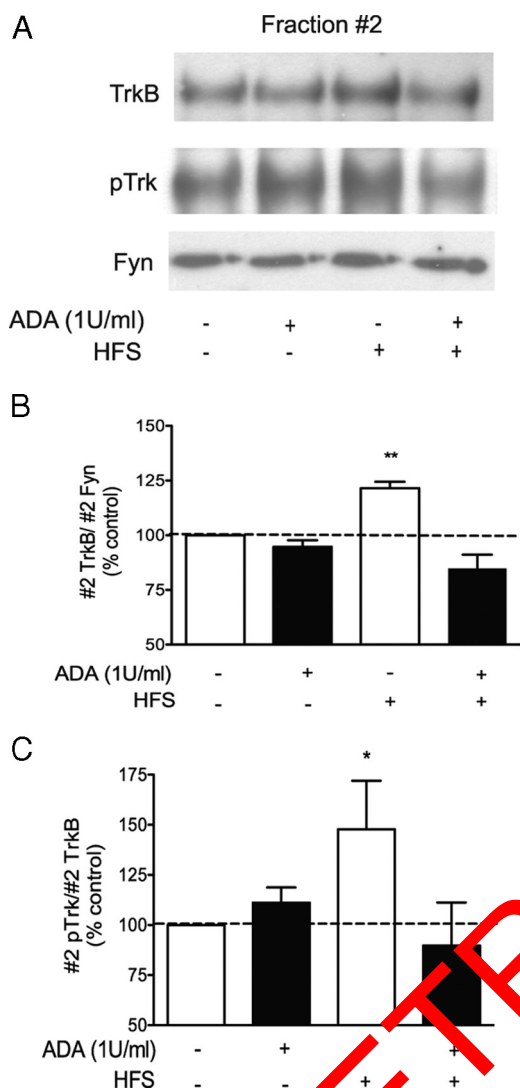 A
Fraction #2
TrkB
pTrk
Fyn
ADA (1U/ml) - + - +
HFS - - + +
B
150
125
100
75
50
#2 TrkB/ #2 Fyn
(% control)
**
ADA (1U/ml) - + - +
HFS - - + +
C
175
150
125
100
75
50
#2 pTrk/#2 TrkB
(% control)
*
ADA (1U/ml) - + - +
HFS - - + +